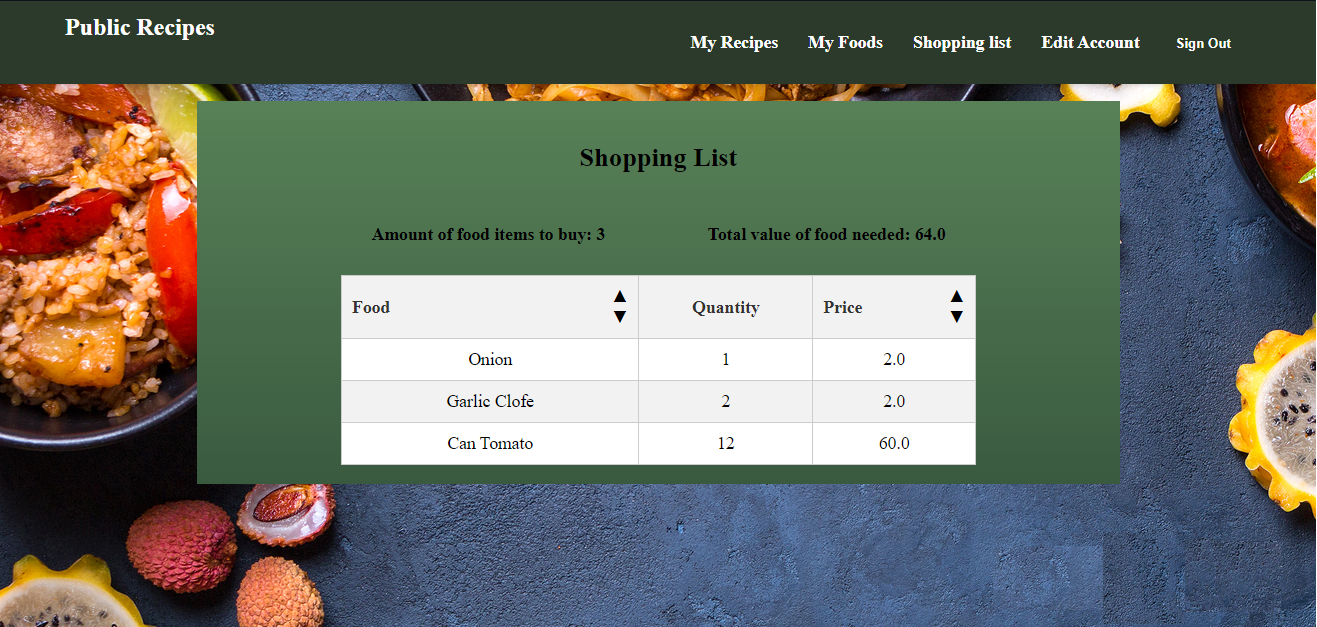 Public Recipes
My Recipes My Foods Shopping list Edit Account Sign Out
Shopping List
Amount of food items to buy: 3 Total value of food needed: 64.0
Food ▲▼ Quantity Price ▲▼
Onion 1 2.0
Garlic Clofe 2 2.0
Can Tomato 12 60.0